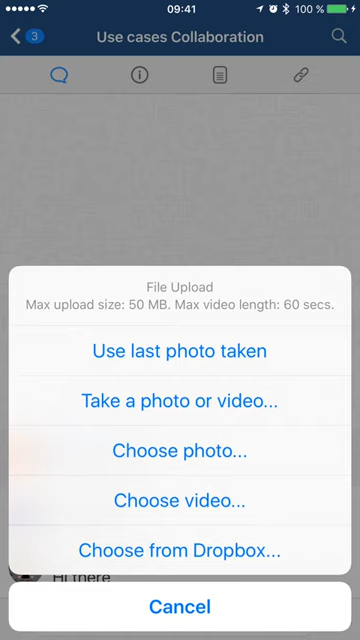 09:41
100 %
3
Use cases Collaboration
File Upload
Max upload size: 50 MB. Max video length: 60 secs.
Use last photo taken
Take a photo or video...
Choose photo...
Choose video...
Choose from Dropbox...
Hi there
Cancel